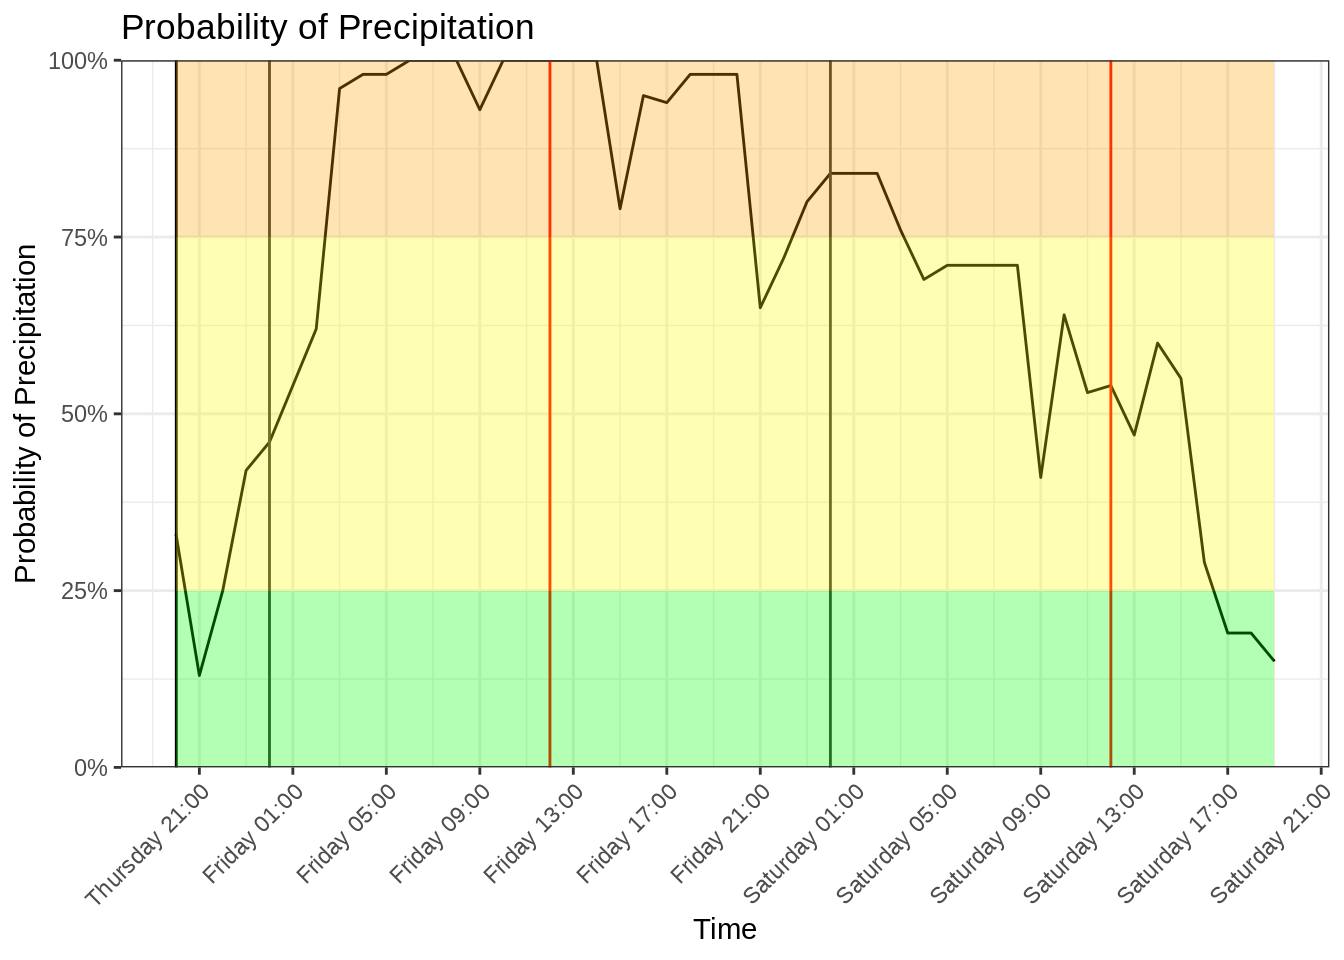 Probability of Precipitation
Probability of Precipitation
100%
75%
50%
25%
0%
Thursday 21:00
Friday 01:00
Friday 05:00
Friday 09:00
Friday 13:00
Friday 17:00
Friday 21:00
Saturday 01:00
Saturday 05:00
Saturday 09:00
Saturday 13:00
Saturday 17:00
Saturday 21:00
Time